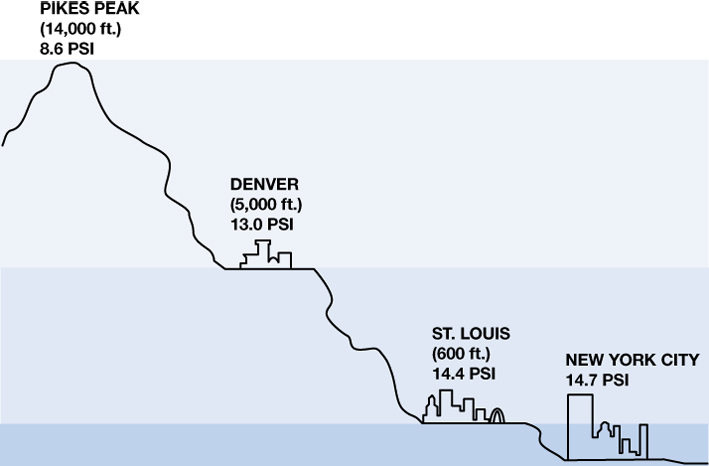 PIKES PEAK
(14,000 ft.)
8.6 PSI
DENVER
(5,000 ft.)
13.0 PSI
ST. LOUIS
(600 ft.)
14.4 PSI
NEW YORK CITY
14.7 PSI